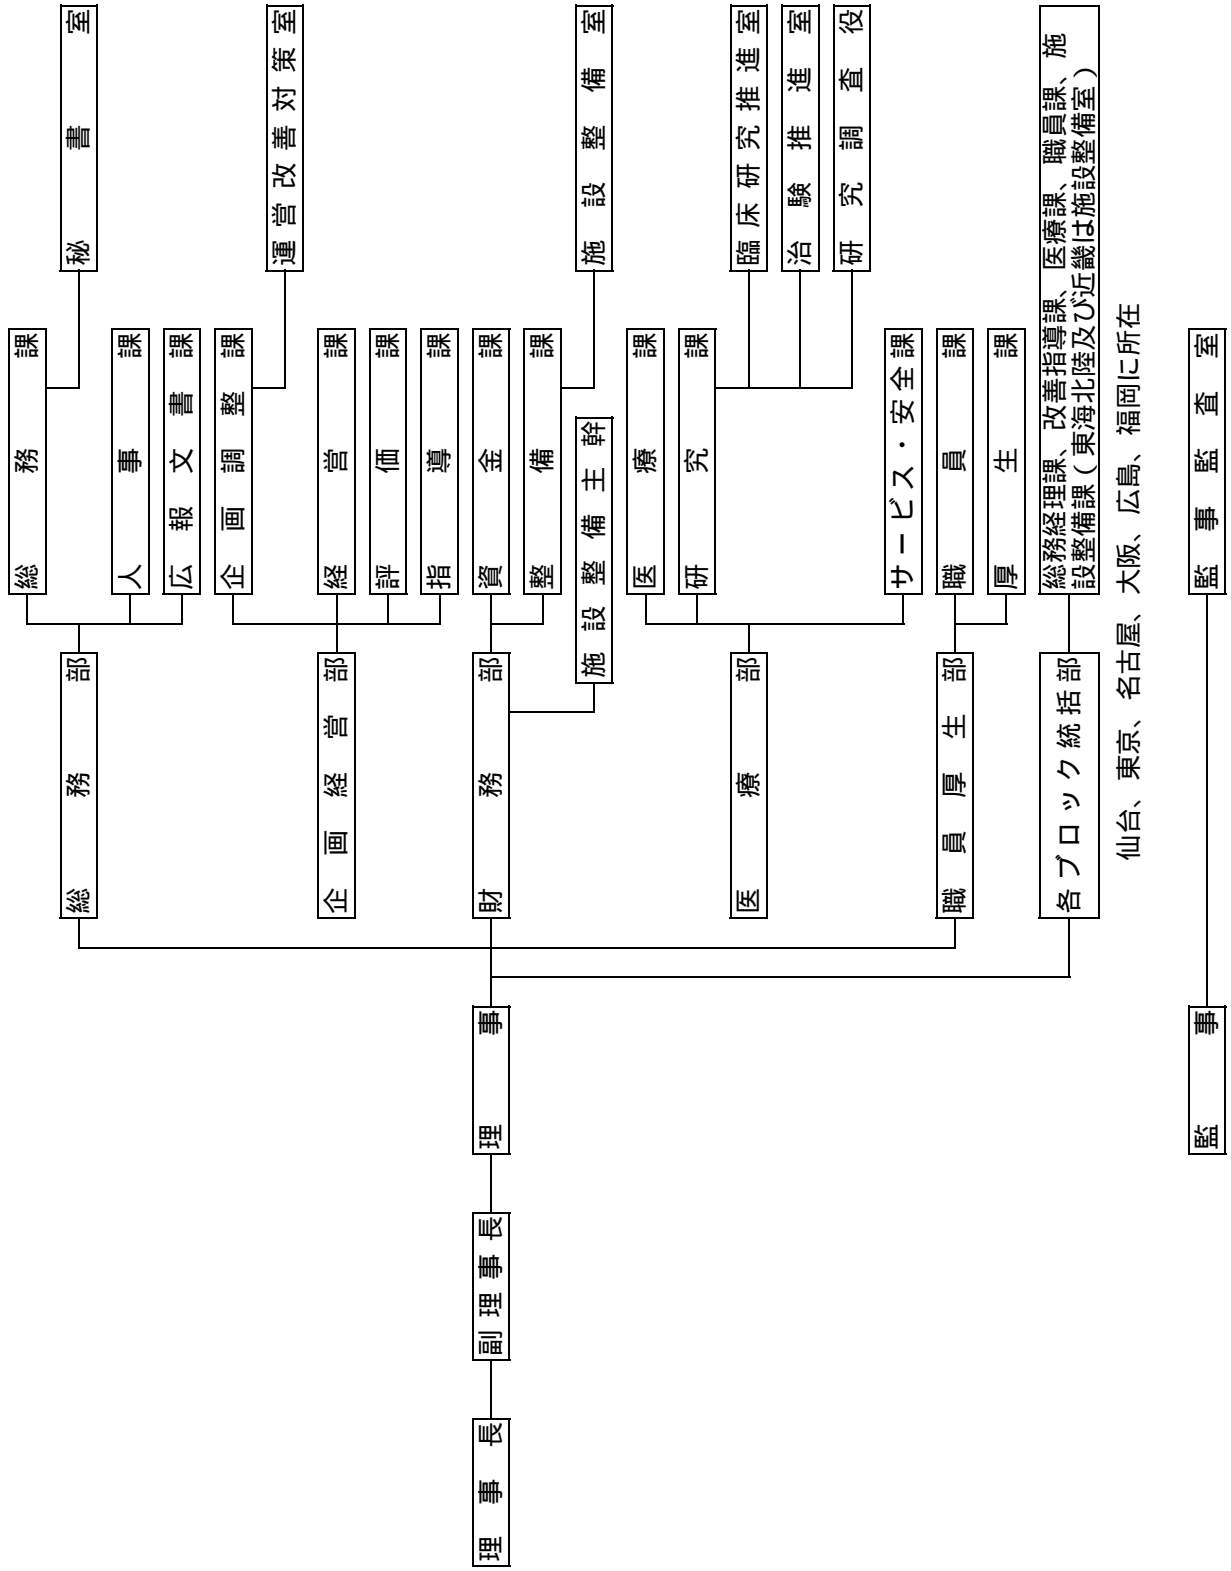 理事長
副理事長
理事
総務部
総務課
秘書室
人事課
広報文書課
企画経営部
企画調整課
運営改善対策室
経営課
評価課
指導課
財務部
資金課
整備課
施設整備室
施設整備主幹
医療部
医療課
研究課
臨床研究推進室
治験推進室
研究調査役
サービス・安全課
職員厚生部
職員課
厚生課
各ブロック統括部
総務経理課、改善指導課、医療課、職員課、施
設整備課（東海北陸及び近畿は施設整備室）
仙台、東京、名古屋、大阪、広島、福岡に所在
監事
監事監査室